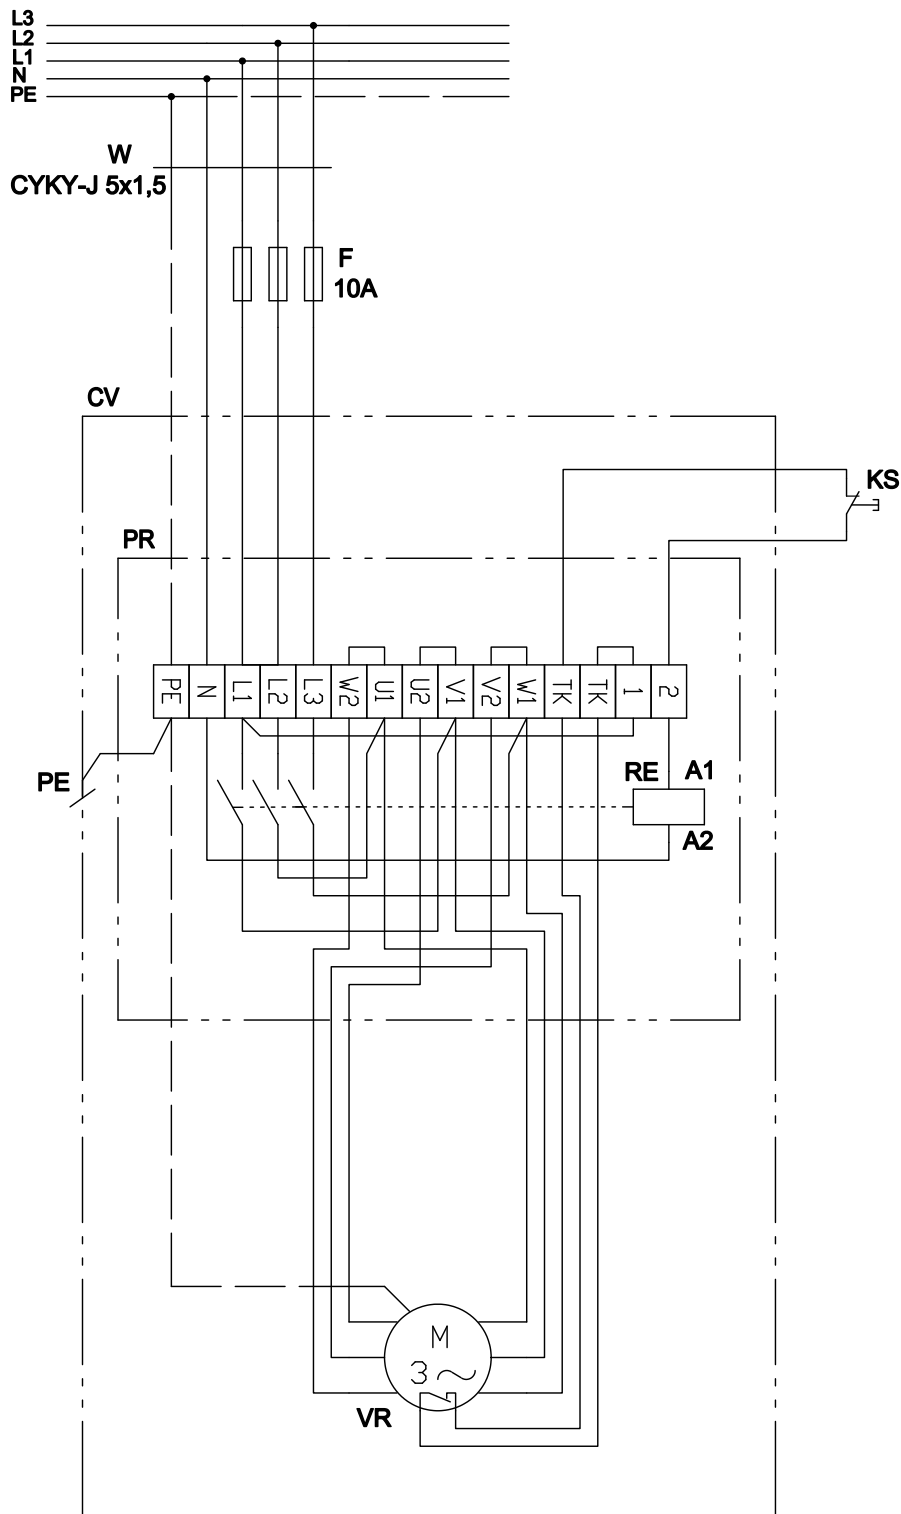 L3
L2
L1
N
PE
W
CYKY-J 5x1,5
F
10A
CV
KS
PR
PE N L1 L2 L3 W2 U1 U2 V1 V2 W1 TK TK 1 2
PE
RE A1
A2
M
3~
VR